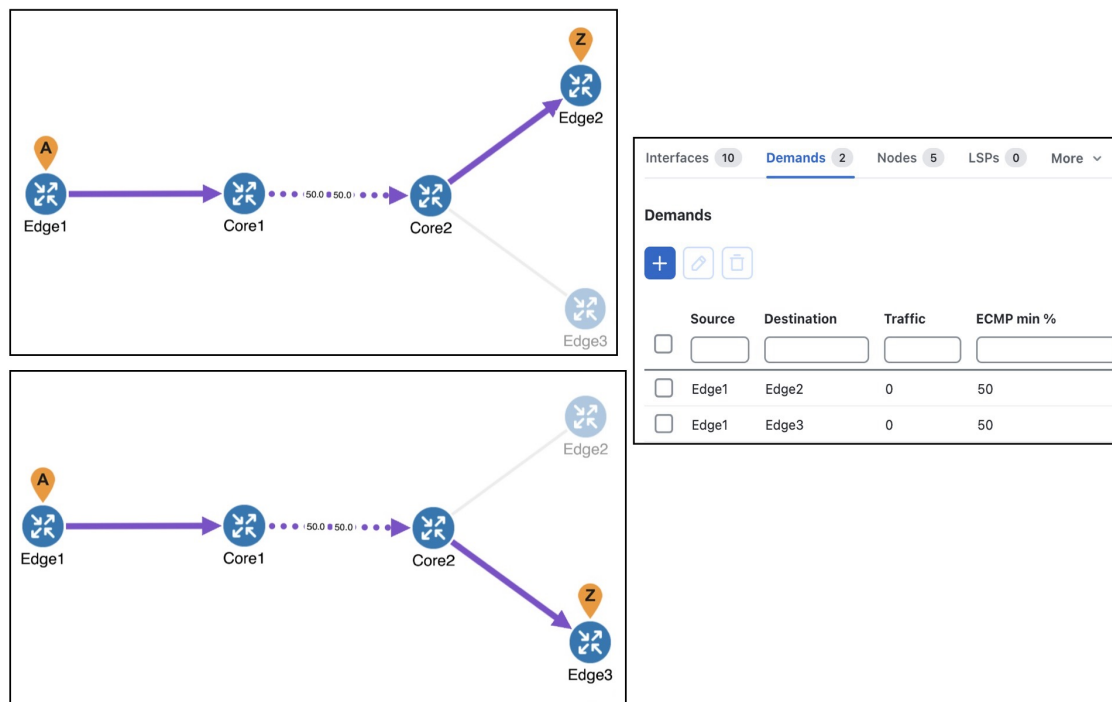 Z
Edge2
A
Edge1
Core1
50.0 50.0
Core2
Edge3
Edge2
A
Edge1
Core1
50.0 50.0
Core2
Z
Edge3
Interfaces 10 Demands 2 Nodes 5 LSPs 0 More
Demands
+
Source Destination Traffic ECMP min %
Edge1 Edge2 0 50
Edge1 Edge3 0 50